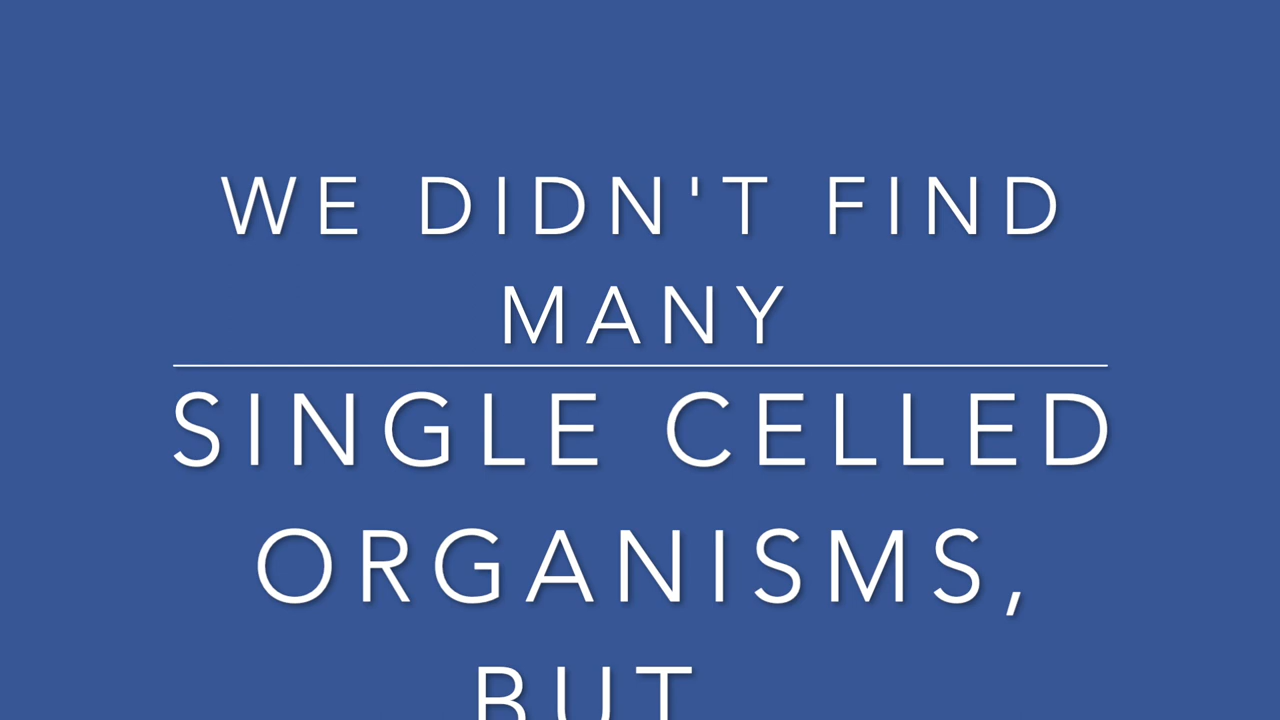 WE DIDN'T FIND
MANY
SINGLE CELLED
ORGANISMS,
BUT